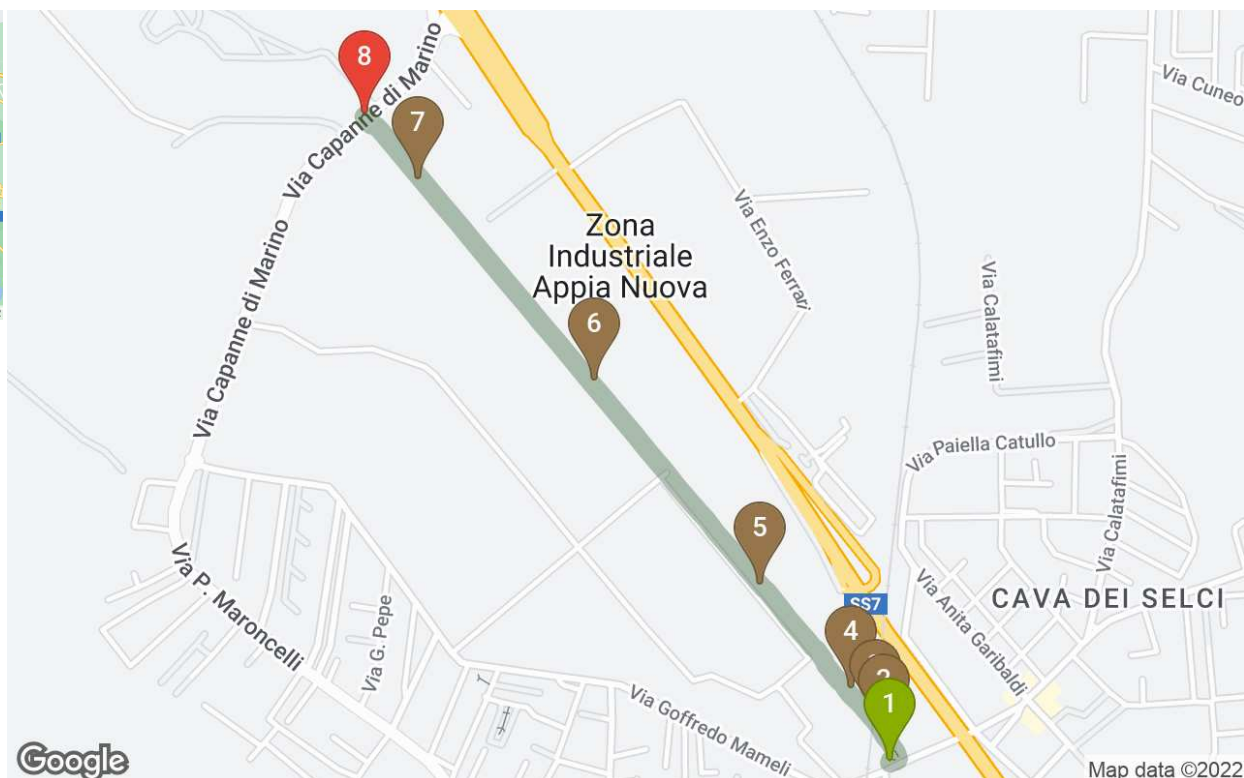 8
7
Via Capanne di Marino
Via Capanne di Marino
Zona
Industriale
Appia Nuova
6
Via Enzo Ferrari
Via Cuneo
Via Calatafimi
Via Paiella Catullo
Via Calatafimi
5
SS7
CAVA DEI SELCI
Via Anita Garibaldi
4
2
1
Via P. Maroncelli
Via G. Pepe
Via Goffredo Mameli
Google
Map data ©2022